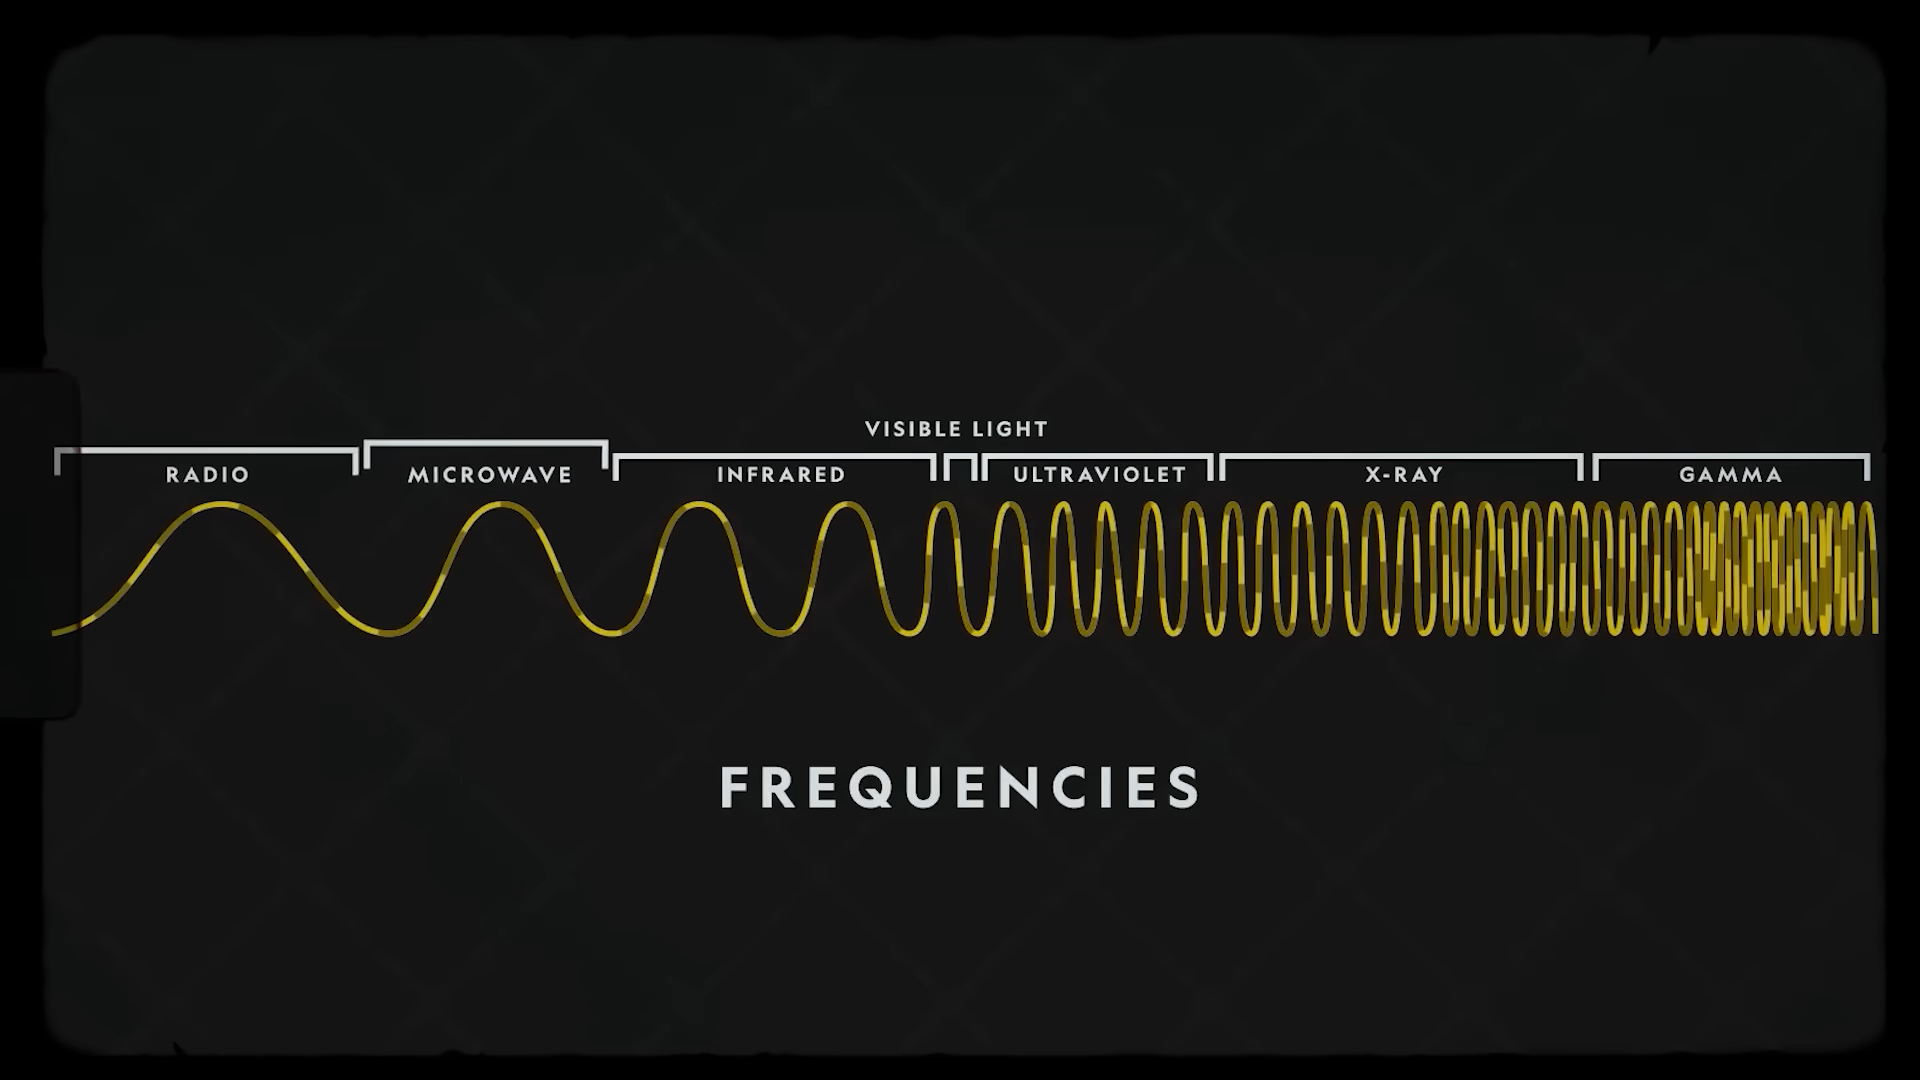 VISIBLE LIGHT
RADIO MICROWAVE INFRARED ULTRAVIOLET X-RAY GAMMA
FREQUENCIES